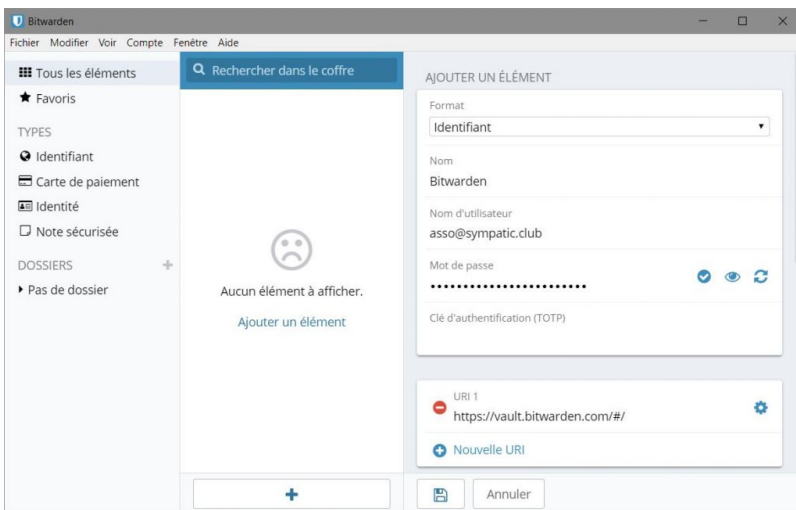 Bitwarden
Fichier Modifier Voir Compte Fenêtre Aide
Tous les éléments
Favoris
TYPES
Identifiant
Carte de paiement
Identité
Note sécurisée
DOSSIERS
Pas de dossier
Rechercher dans le coffre
Aucun élément à afficher.
Ajouter un élément
AJOUTER UN ÉLÉMENT
Format
Identifiant
Nom
Bitwarden
Nom d'utilisateur
asso@sympatic.club
Mot de passe
••••••••••••••••••••••••
Clé d'authentification (TOTP)
URI 1
https://vault.bitwarden.com/#/
Nouvelle URI
Annuler